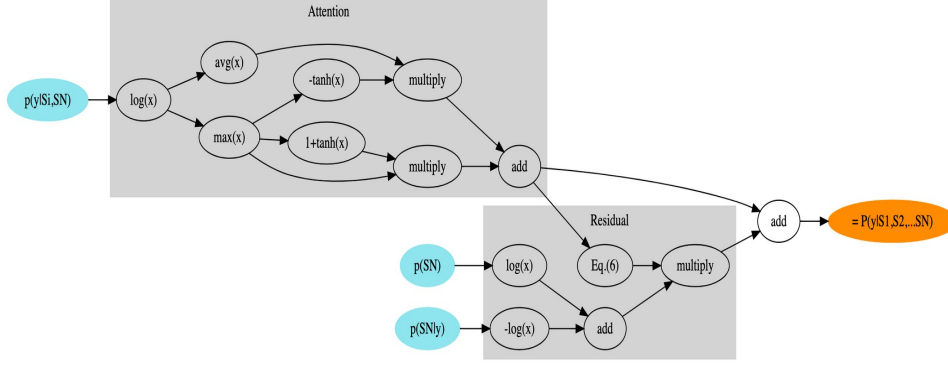 Attention
avg(x)
-tanh(x)
multiply
p(y|Si,SN)
log(x)
max(x)
1+tanh(x)
multiply
add
Residual
add
= P(y|S1,S2,...SN)
p(SN)
log(x)
Eq.(6)
multiply
p(SN|y)
-log(x)
add